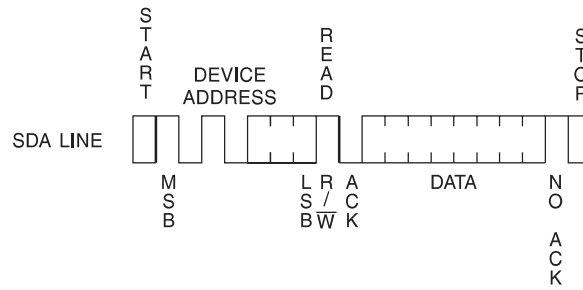 START
READ
STOP
DEVICE
ADDRESS
SDA LINE
MSB
LSB
R/W
ACK
DATA
NO ACK